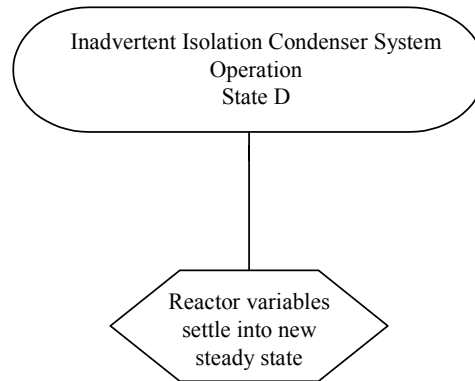 Inadvertent Isolation Condenser System
Operation
State D
Reactor variables
settle into new
steady state